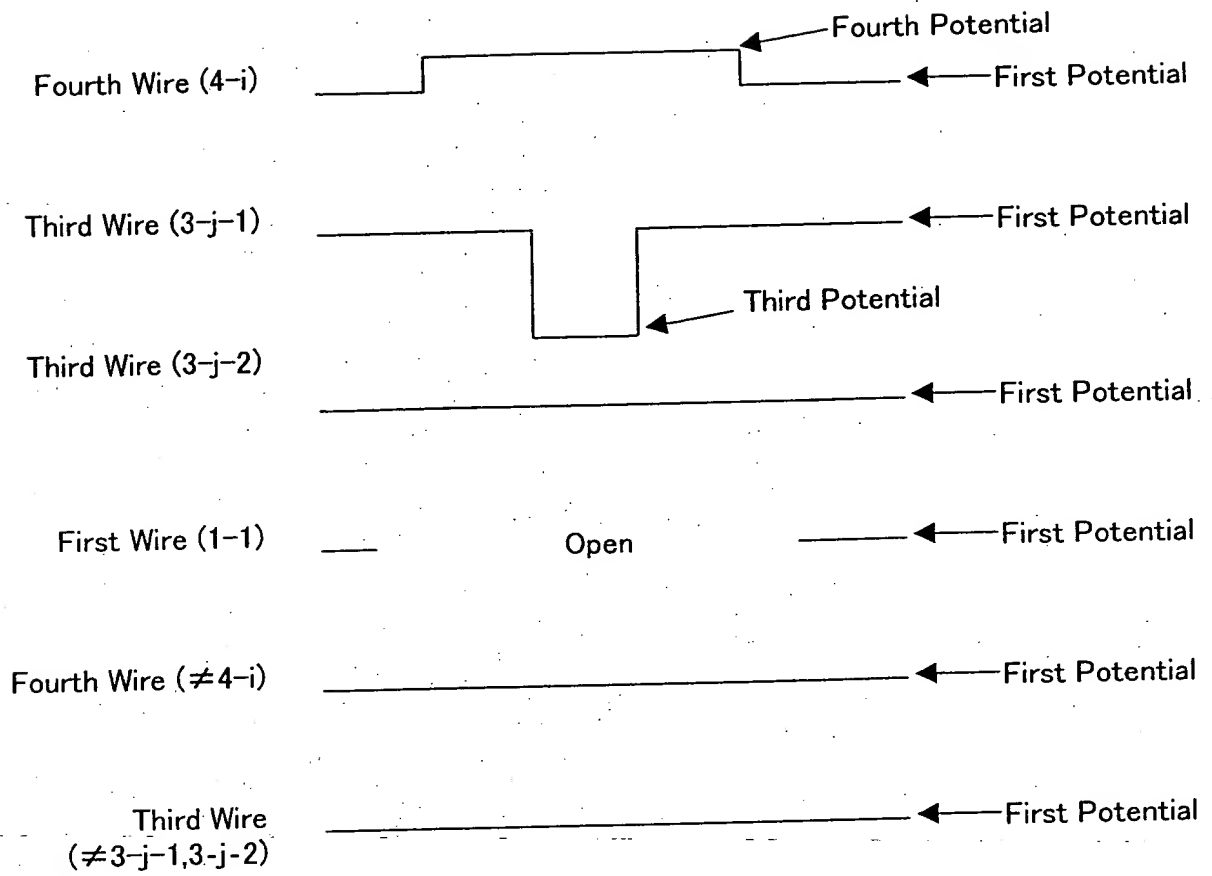 Fourth Potential
Fourth Wire (4-i)
First Potential
Third Wire (3-j-1)
First Potential
Third Potential
Third Wire (3-j-2)
First Potential
First Wire (1-1)
Open
First Potential
Fourth Wire (≠4-i)
First Potential
Third Wire
(≠3-j-1,3-j-2)
First Potential